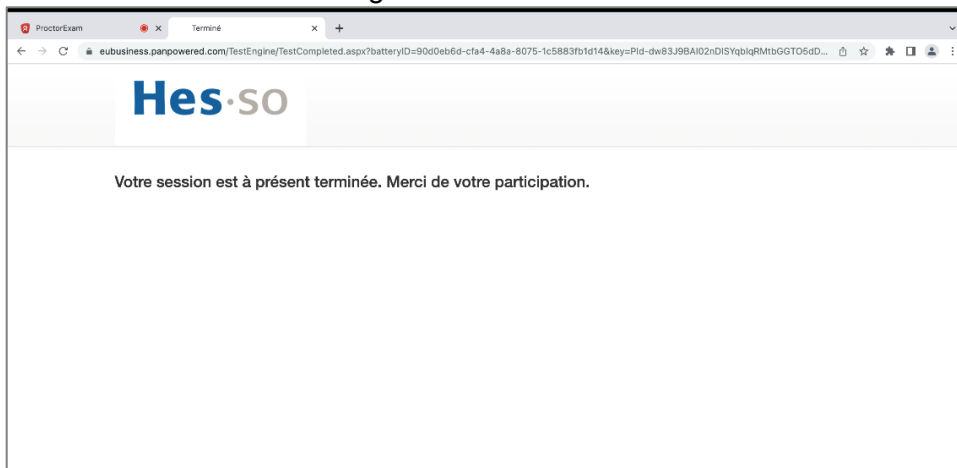 ProctorExam
Terminé
eubusiness.panpowered.com/TestEngine/TestCompleted.aspx?batteryID=90d0eb6d-cfa4-4a8a-8075-1c5883fb1d14&key=PId-dw83J9BAI02nDISYqbIqRMtbGGTO5dD...
Hes·so
Votre session est à présent terminée. Merci de votre participation.